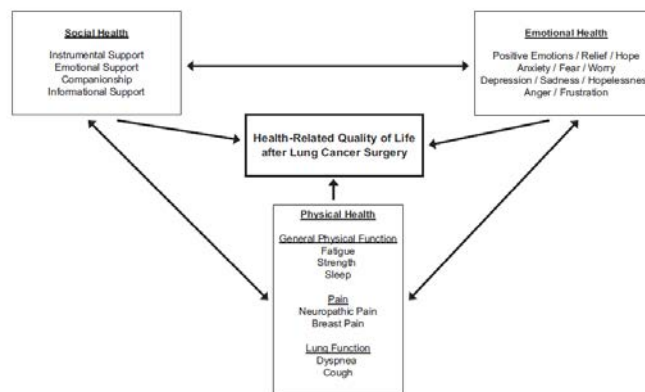 Social Health
Instrumental Support
Emotional Support
Companionship
Informational Support
Emotional Health
Positive Emotions / Relief / Hope
Anxiety / Fear / Worry
Depression / Sadness / Hopelessness
Anger / Frustration
Health-Related Quality of Life
after Lung Cancer Surgery
Physical Health
General Physical Function
Fatigue
Strength
Sleep
Pain
Neuropathic Pain
Breast Pain
Lung Function
Dyspnea
Cough